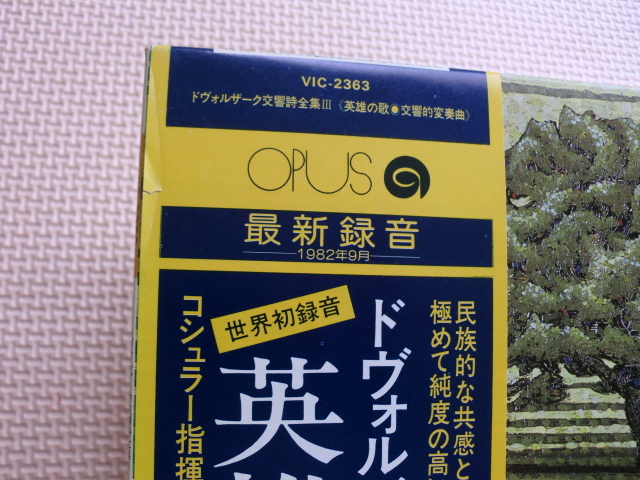 VIC-2363
ドヴォルザーク交響詩全集III《英雄の歌●交響的変奏曲》
OPUS
最新録音
1982年9月
民族的な共感と
極めて純度の高
ドヴォル
世界初録音
英
コシュラー指揮